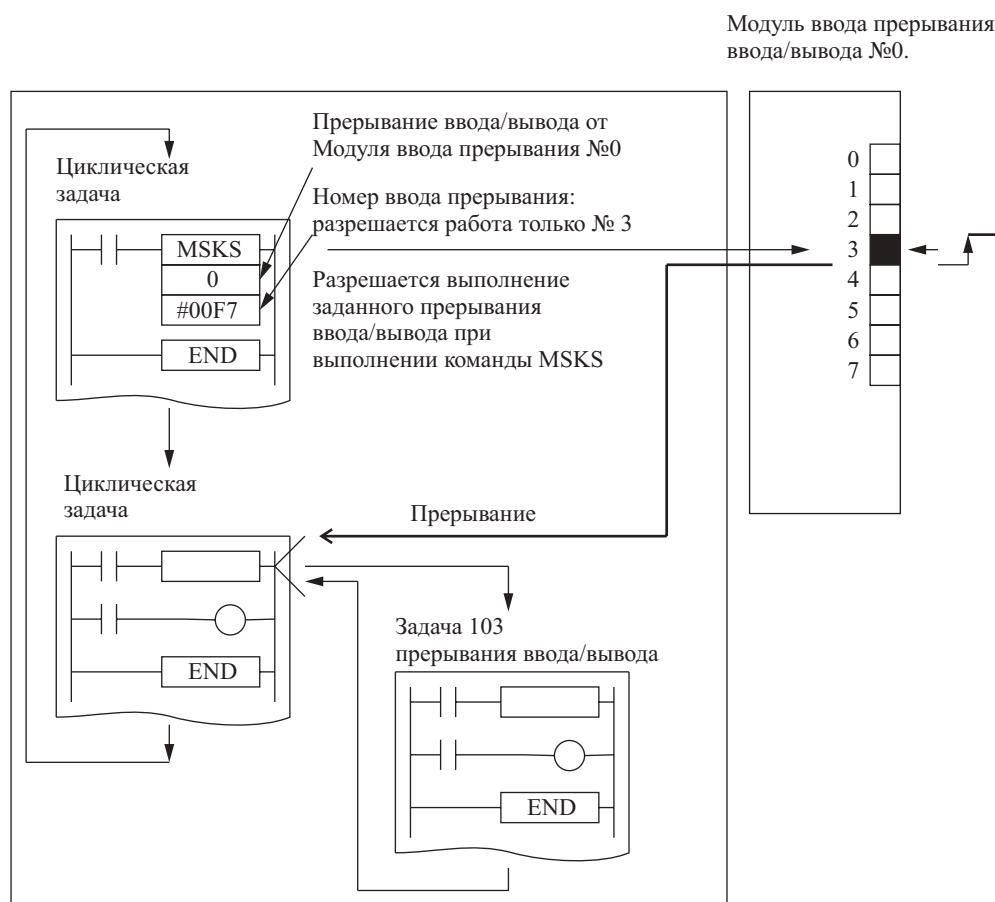 Модуль ввода прерывания
ввода/вывода №0.
Прерывание ввода/вывода от
Модуля ввода прерывания №0
Циклическая
задача
Номер ввода прерывания:
разрешается работа только № 3
MSKS
0
#00F7
END
Разрешается выполнение
заданного прерывания
ввода/вывода при
выполнении команды MSKS
0
1
2
3
4
5
6
7
Циклическая
задача
Прерывание
END
Задача 103
прерывания ввода/вывода
END